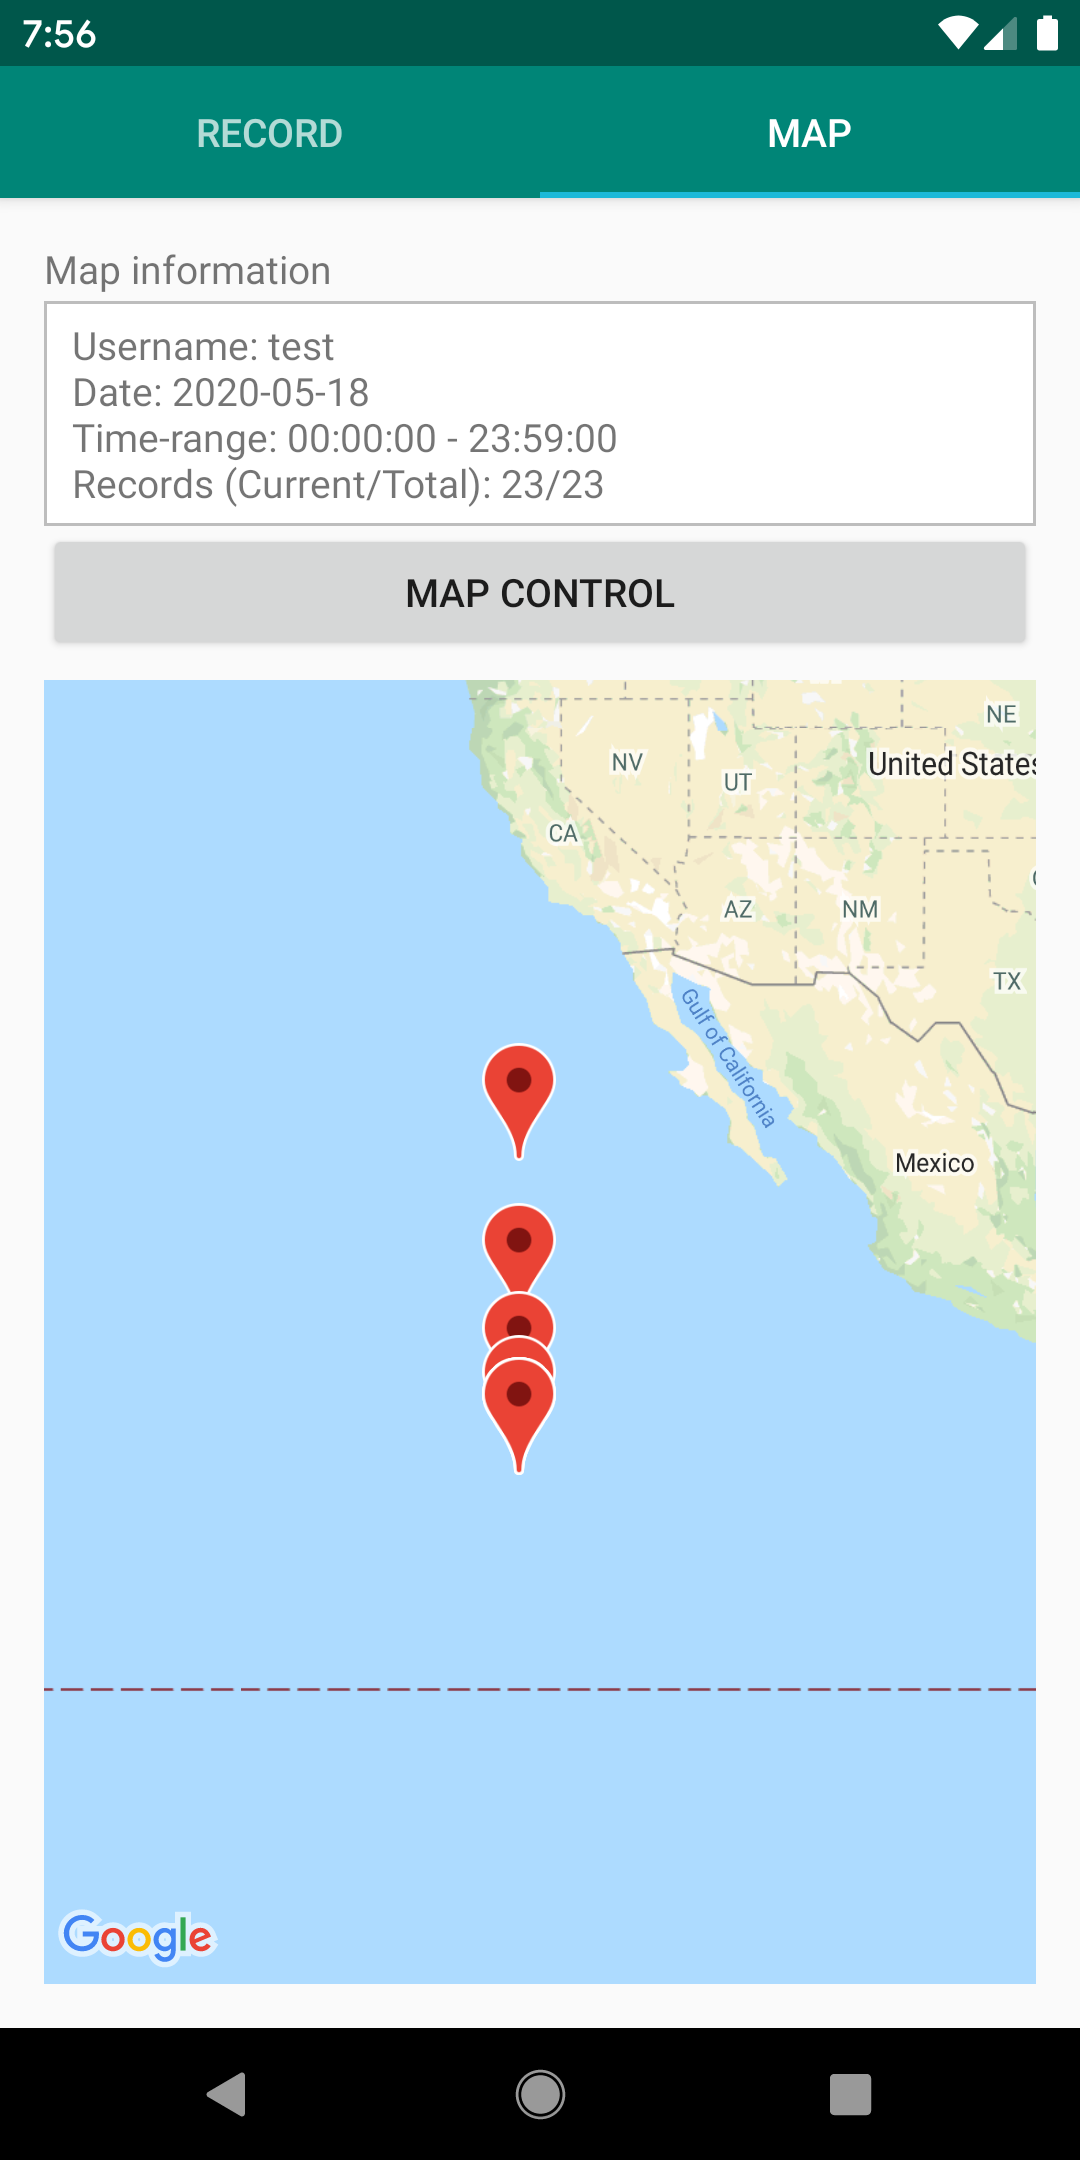 7:56
RECORD
MAP
Map information
Username: test
Date: 2020-05-18
Time-range: 00:00:00 - 23:59:00
Records (Current/Total): 23/23
MAP CONTROL
NE
NV
United States
UT
CA
AZ
NM
TX
Gulf of California
Mexico
Google